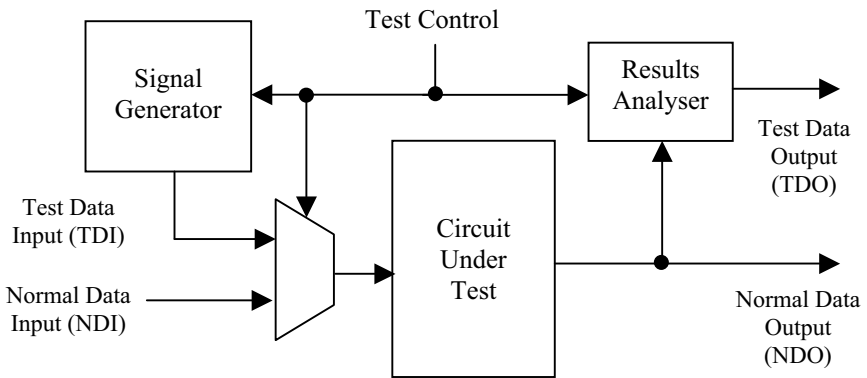 Test Control
Signal
Generator
Results
Analyser
Test Data
Output
(TDO)
Test Data
Input (TDI)
Circuit
Under
Test
Normal Data
Input (NDI)
Normal Data
Output
(NDO)